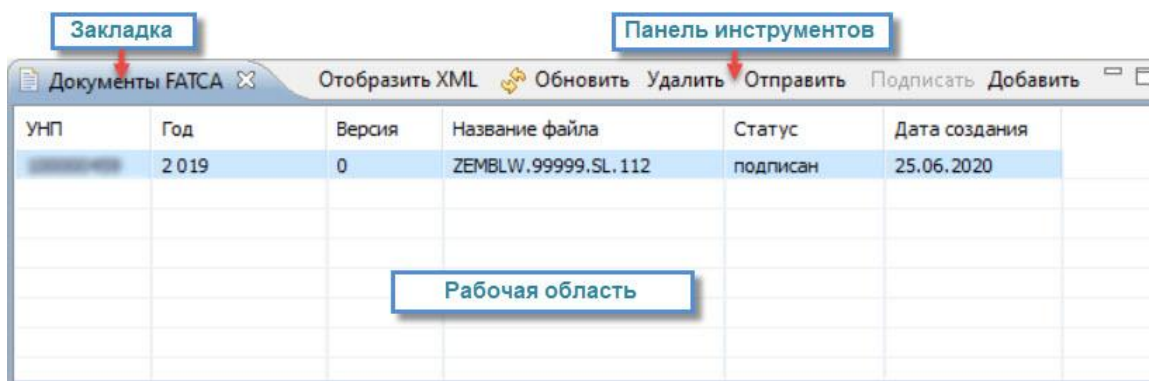 Закладка Панель инструментов
Документы FATCA Отобразить XML Обновить Удалить Отправить Подписать Добавить
УНП Год Версия Название файла Статус Дата создания
2 019 0 ZEMBLW.99999.SL.112 подписан 25.06.2020
Рабочая область